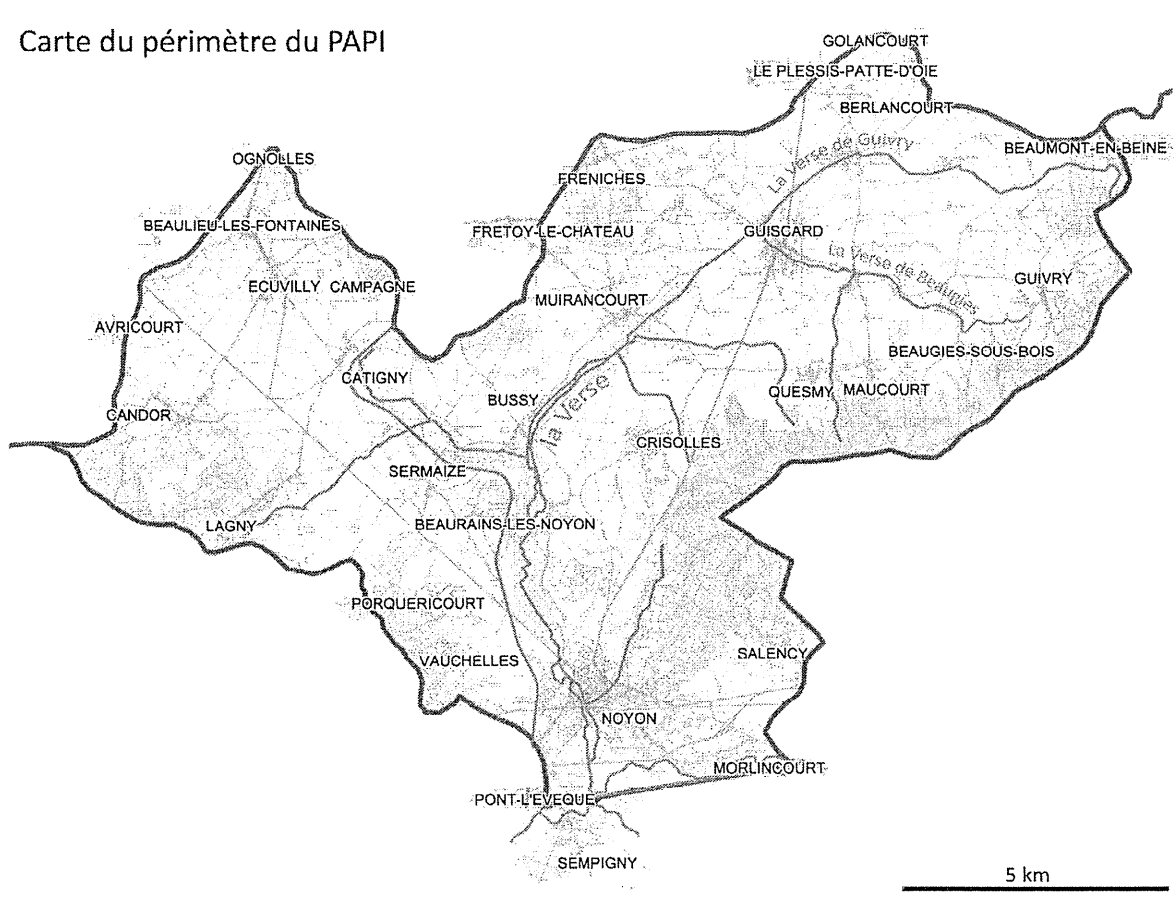 Carte du périmètre du PAPI
GOLANCOURT
LE PLESSIS-PATTE-D'OIE
BERLANCOURT
La Verse de Guivry
BEAUMONT-EN-BEINE
OGNOLLES
FRENICHES
BEAULIEU-LES-FONTAINES
FRETOY-LE-CHATEAU
GUISCARD
La Verse de Beaugies
GUIVRY
ECUVILLY
CAMPAGNE
MUIRANCOURT
AVRICOURT
BEAUGIES-SOUS-BOIS
CATIGNY
QUESMY
MAUCOURT
BUSSY
la Verse
CANDOR
CRISOLLES
SERMAIZE
LAGNY
BEAURAINS-LES-NOYON
PORQUERICOURT
SALENCY
VAUCHELLES
NOYON
MORLINCOURT
PONT-L'EVEQUE
SEMPIGNY
5 km